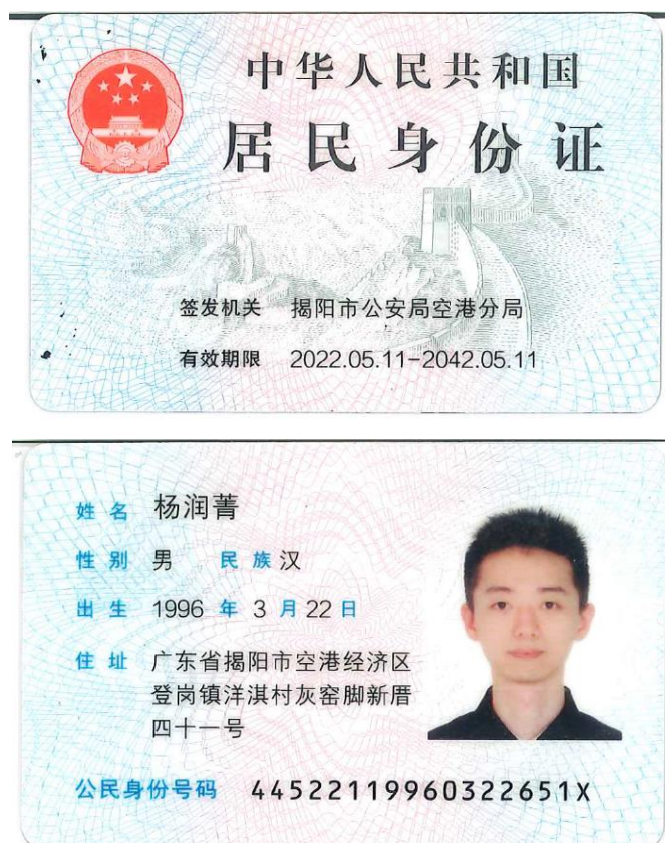 中华人民共和国
居民身份证
签发机关 揭阳市公安局空港分局
有效期限 2022.05.11-2042.05.11
姓名 杨润菁
性别 男 民族 汉
出生 1996 年 3 月 22 日
住址 广东省揭阳市空港经济区
登岗镇洋淇村灰窑脚新厝
四十一号
公民身份号码 44522119960322651X